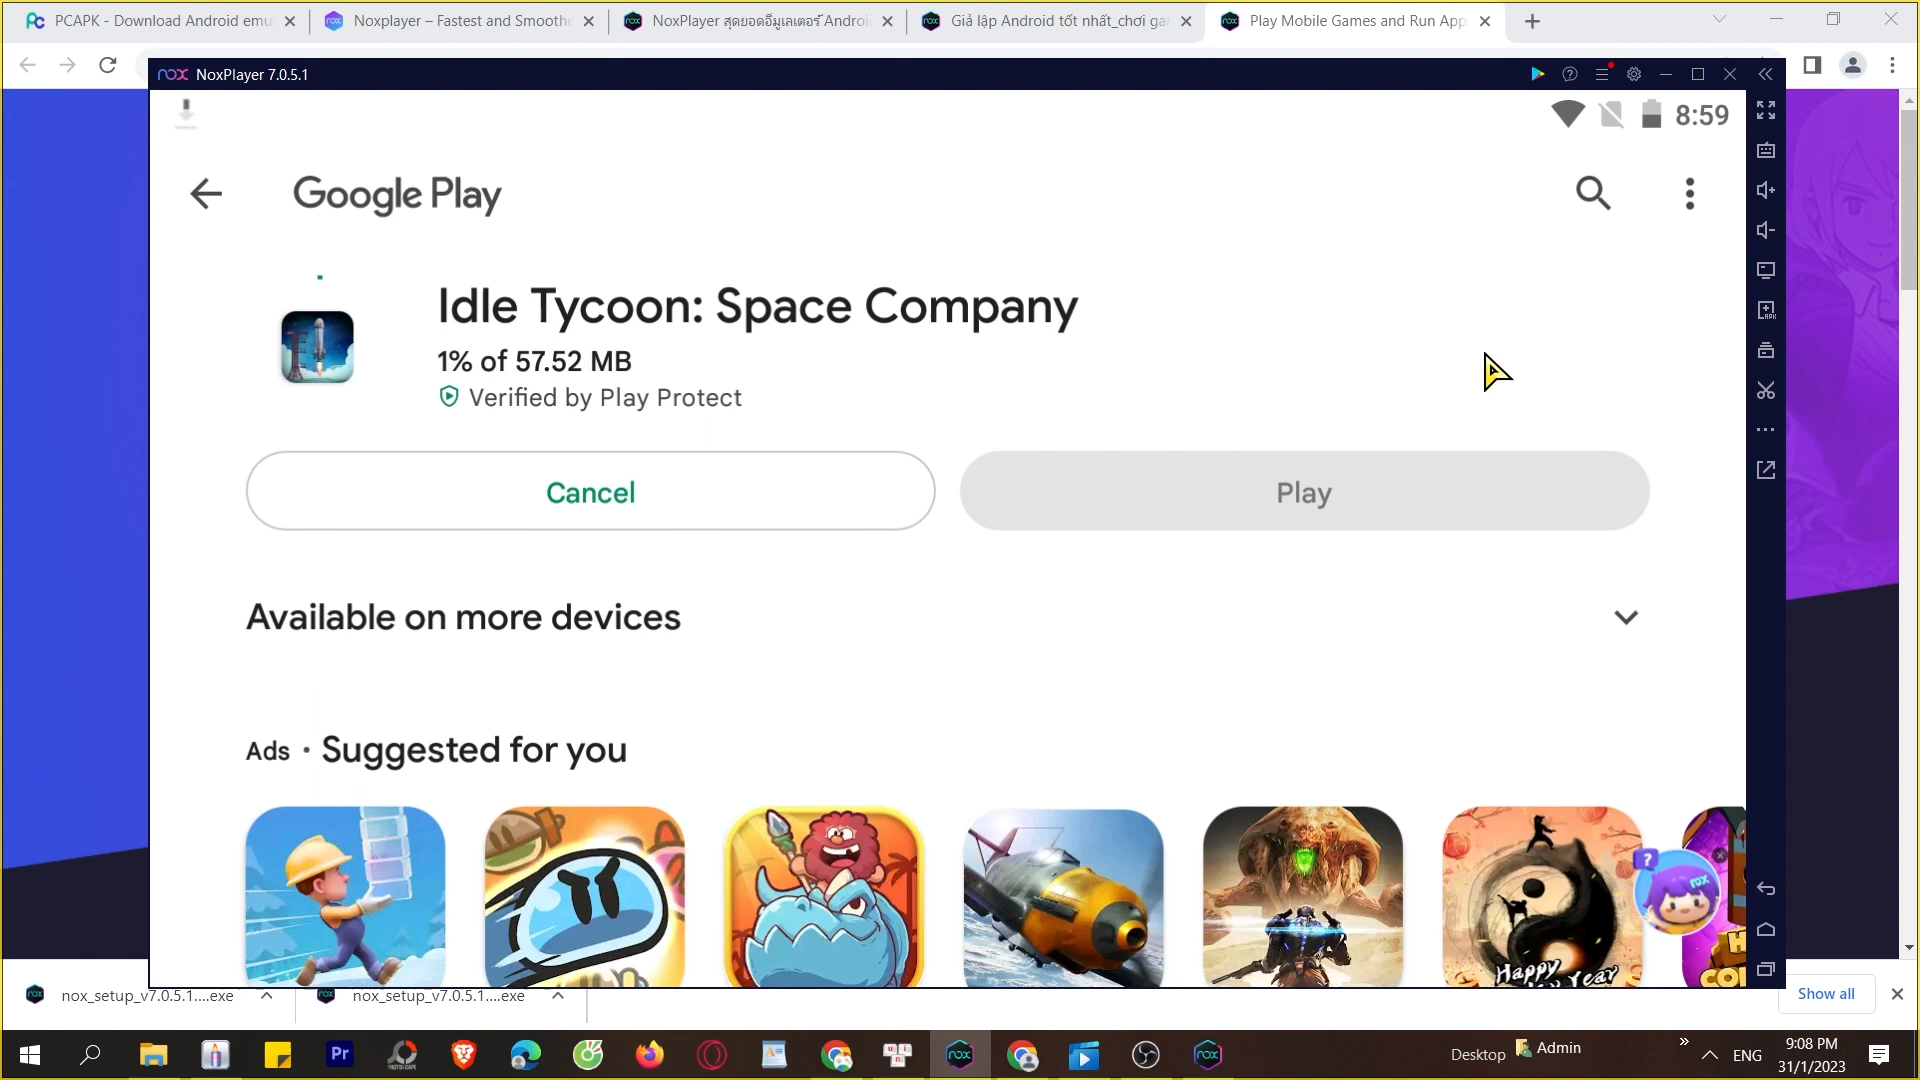 PCAPK - Download Android emu
Noxplayer – Fastest and Smoothe
NoxPlayer สุดยอดอีมูเลเตอร์ Androi
Giả lập Android tốt nhất_chơi ga
Play Mobile Games and Run App
nox NoxPlayer 7.0.5.1
8:59
Google Play
Idle Tycoon: Space Company
1% of 57.52 MB
Verified by Play Protect
Cancel
Play
Available on more devices
Ads • Suggested for you
Happy
New Year
nox_setup_v7.0.5.1....exe
nox_setup_v7.0.5.1....exe
Show all
Pr
Desktop
Admin
ENG
9:08 PM
31/1/2023